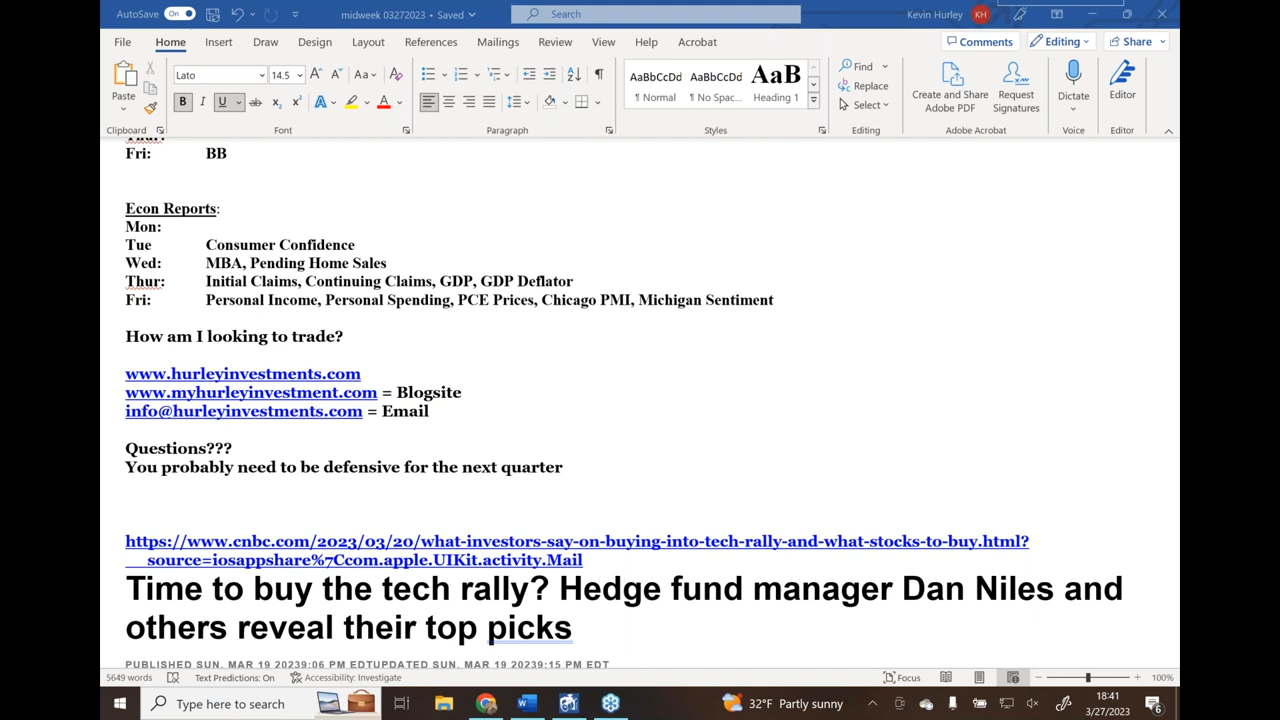 AutoSave On midweek 03272023 • Saved Search Kevin Hurley KH
File Home Insert Draw Design Layout References Mailings Review View Help Acrobat Comments Editing Share
Paste
Lato 14.5 A A Aa A
B I U ab x₂ x² A A
AaBbCcDd AaBbCcDd AaB
¶ Normal ¶ No Spac... Heading 1
Find
Replace
Select
Create and Share Adobe PDF
Request Signatures
Dictate
Editor
Clipboard Font Paragraph Styles Editing Adobe Acrobat Voice Editor
Thur:
Fri: BB
Econ Reports:
Mon:
Tue Consumer Confidence
Wed: MBA, Pending Home Sales
Thur: Initial Claims, Continuing Claims, GDP, GDP Deflator
Fri: Personal Income, Personal Spending, PCE Prices, Chicago PMI, Michigan Sentiment
How am I looking to trade?
www.hurleyinvestments.com
www.myhurleyinvestment.com = Blogsite
info@hurleyinvestments.com = Email
Questions???
You probably need to be defensive for the next quarter
https://www.cnbc.com/2023/03/20/what-investors-say-on-buying-into-tech-rally-and-what-stocks-to-buy.html?
source=iosappshare%7Ccom.apple.UIKit.activity.Mail
Time to buy the tech rally? Hedge fund manager Dan Niles and
others reveal their top picks
PUBLISHED SUN, MAR 19 20239:06 PM EDTUPDATED SUN, MAR 19 20239:15 PM EDT
5649 words Text Predictions: On Accessibility: Investigate Focus 100%
Type here to search 32°F Partly sunny 18:41
3/27/2023 6